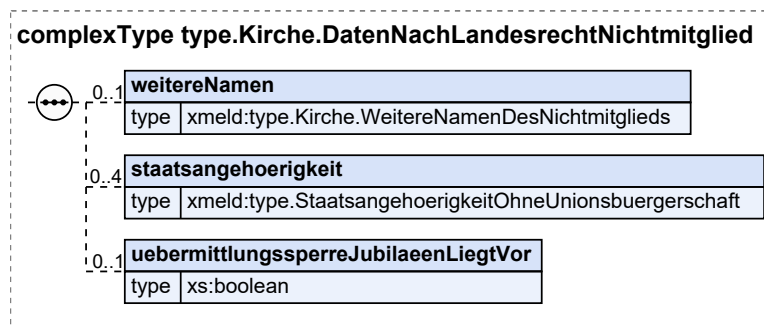 complexType type.Kirche.DatenNachLandesrechtNichtmitglied
0..1 weitereNamen
type xmeld:type.Kirche.WeitereNamenDesNichtmitglieds
0..4 staatsangehoerigkeit
type xmeld:type.StaatsangehoerigkeitOhneUnionsbuergerschaft
0..1 uebermittlungssperreJubilaeenLiegtVor
type xs:boolean